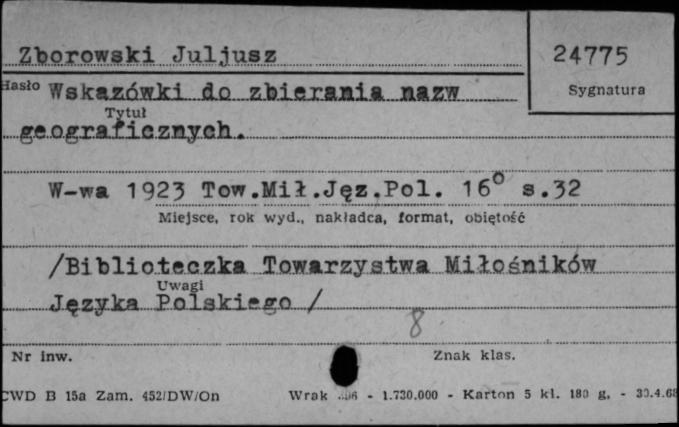 Zborowski Juljusz
24775
Hasło
Sygnatura
Wskazówki do zbierania nazw
Tytuł
geograficznych.
W-wa 1923 Tow.Mił.Jęz.Pol. 16° s.32
Miejsce, rok wyd., nakładca, format, objętość
/Biblioteczka Towarzystwa Miłośników
Uwagi
Języka Polskiego /
8
Nr inw.
Znak klas.
CWD B 15a Zam. 452/DW/On
Wrak - 1.730.000 - Karton 5 kl. 180 g. - 30.4.68